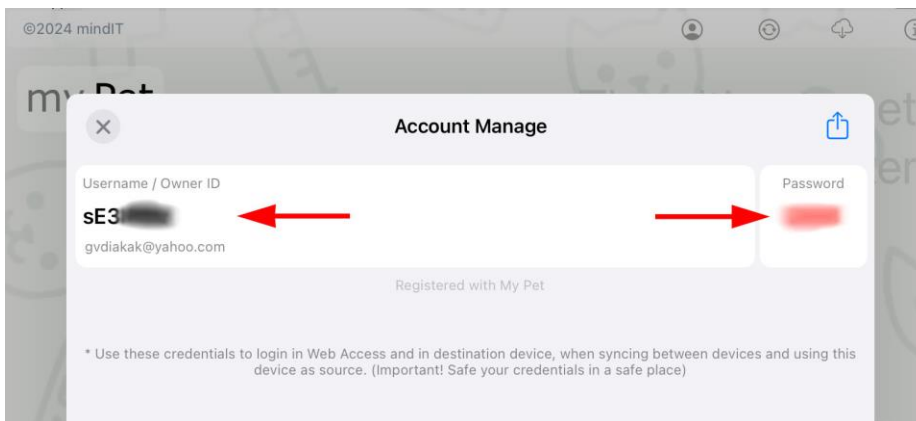 ©2024 mindIT
my Pet
Account Manage
Username / Owner ID
Password
sE3
gvdiakak@yahoo.com
Registered with My Pet
* Use these credentials to login in Web Access and in destination device, when syncing between devices and using this
device as source. (Important! Safe your credentials in a safe place)